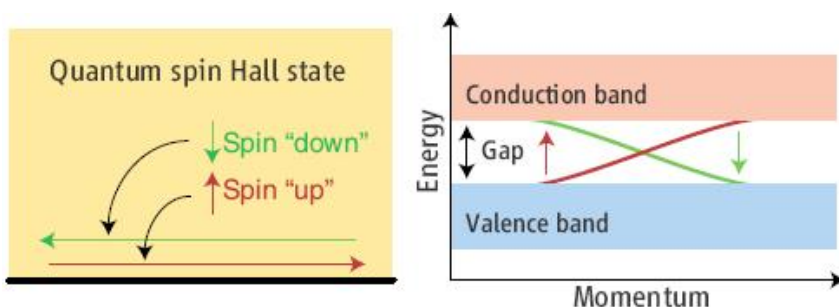 Quantum spin Hall state
Spin "down"
Spin "up"
Energy
Conduction band
Gap
Valence band
Momentum